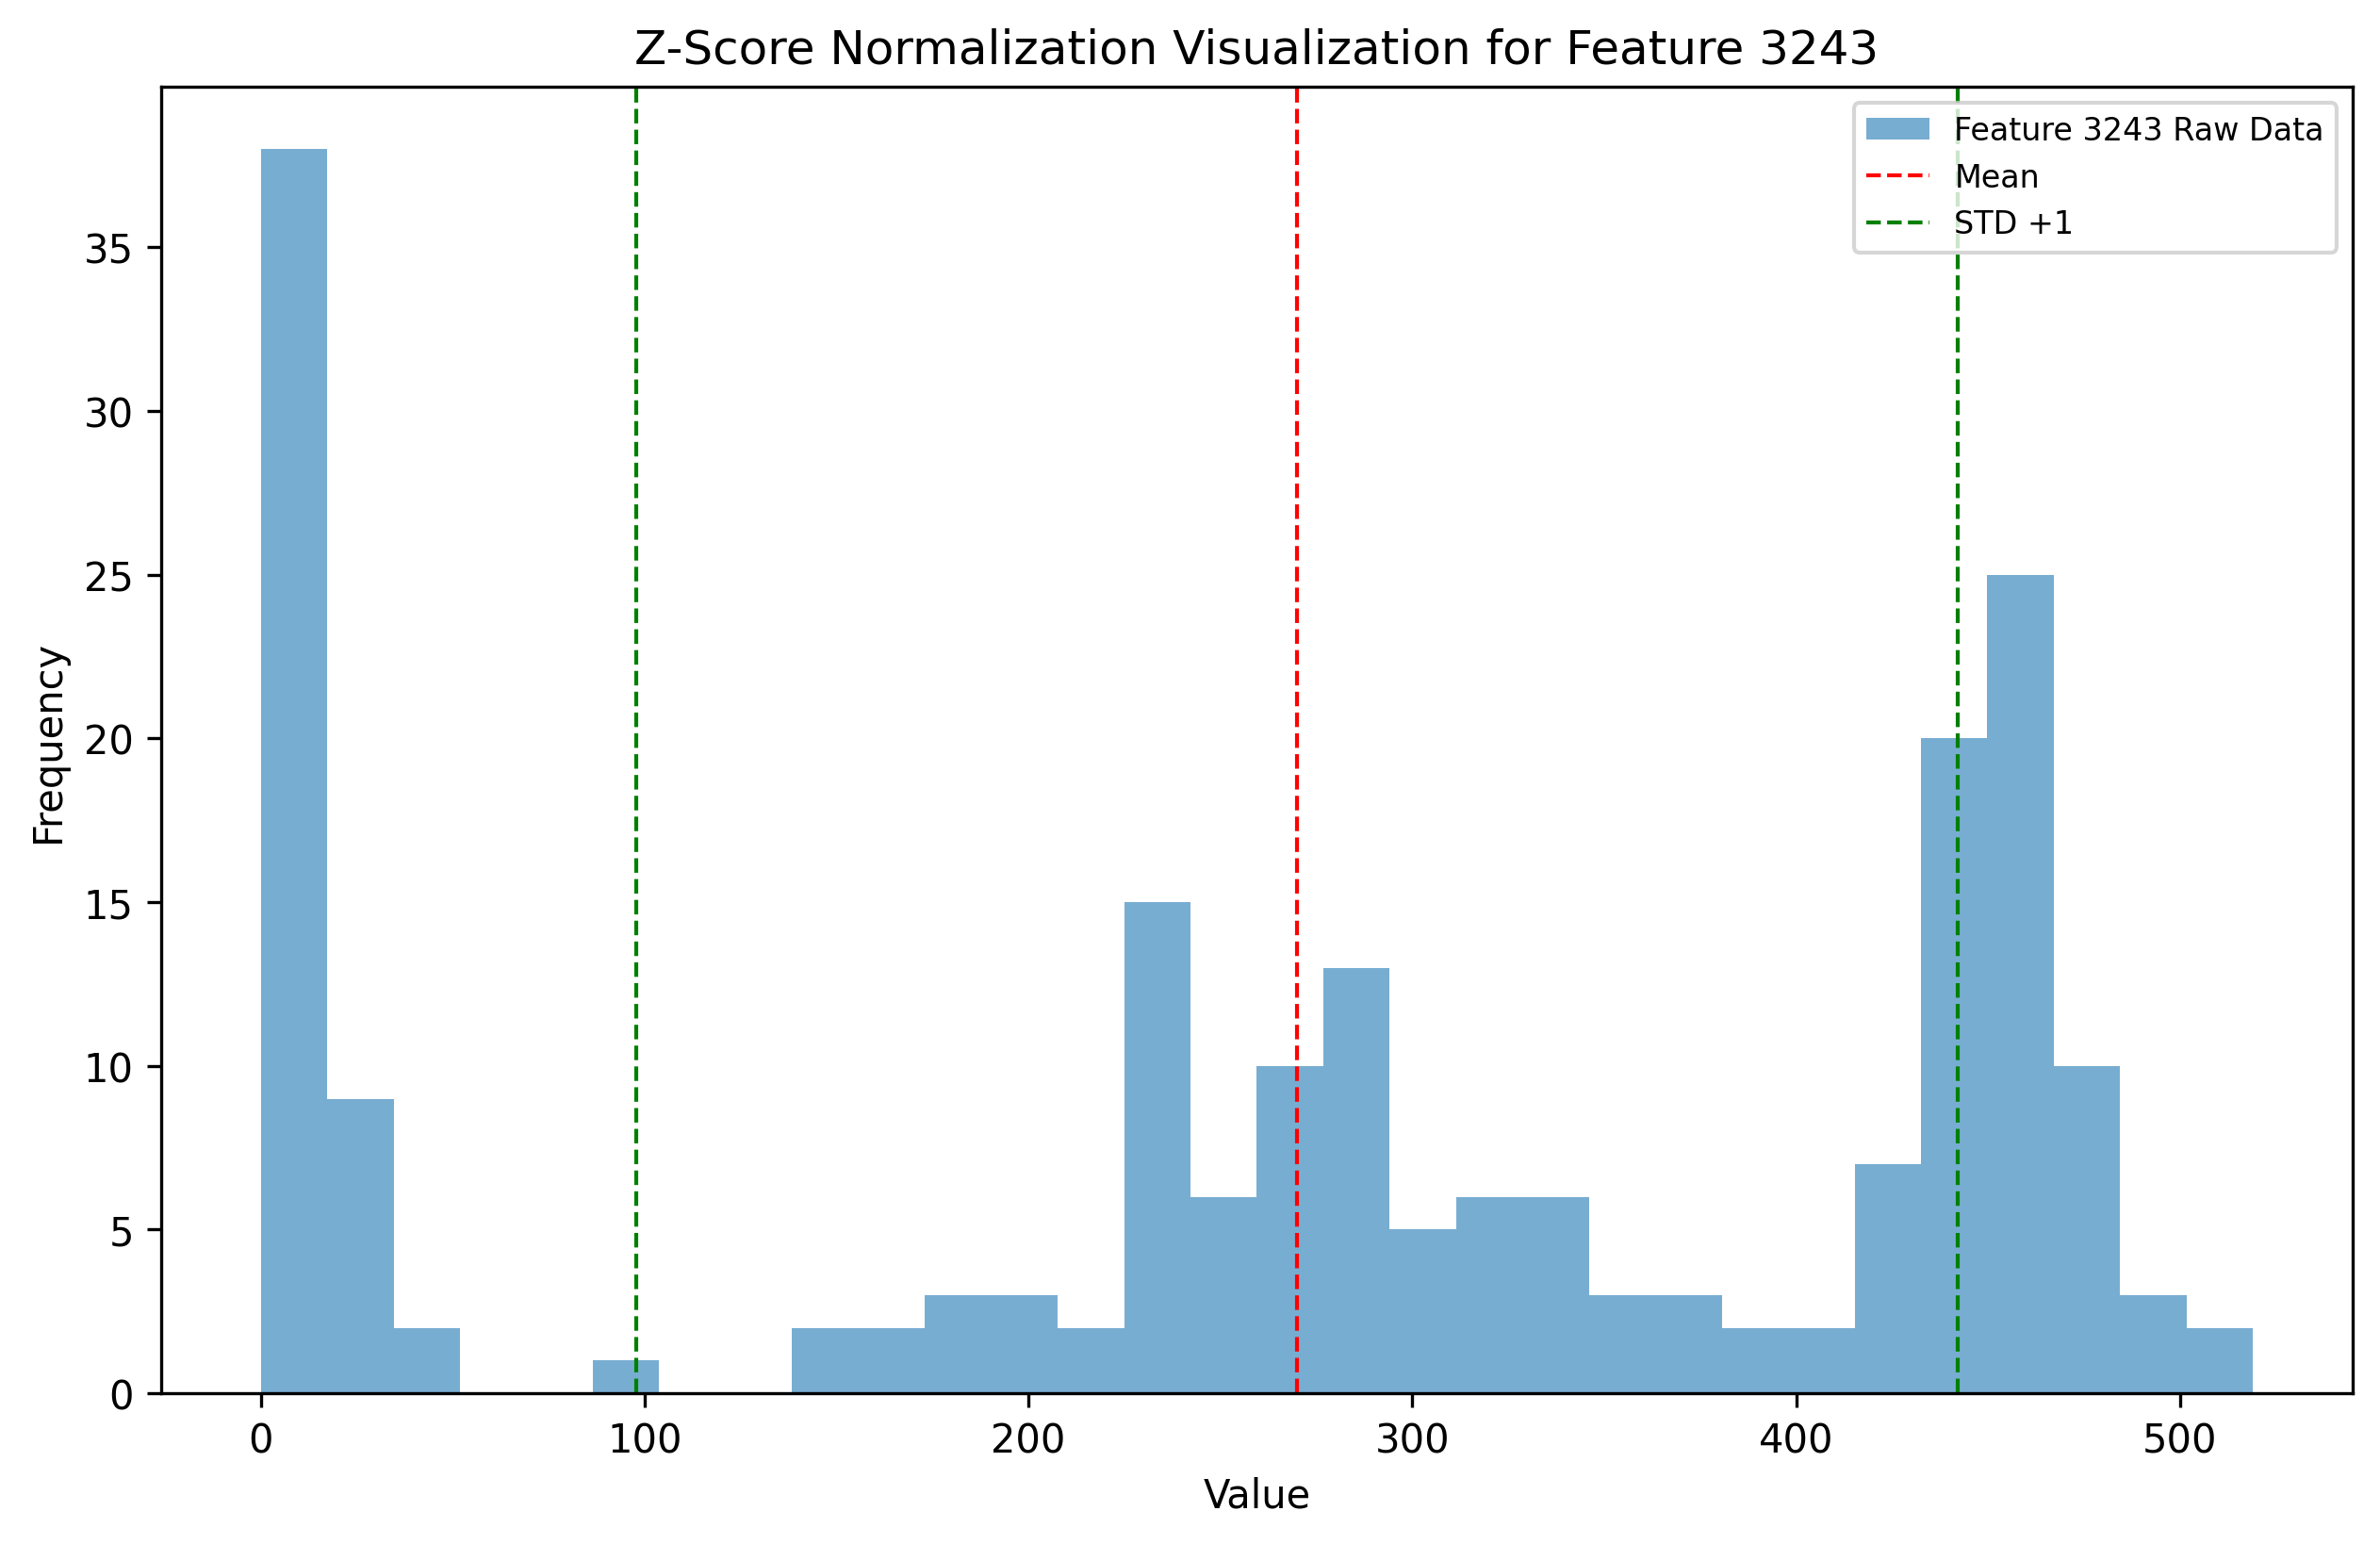 Z-Score Normalization Visualization for Feature 3243
Feature 3243 Raw Data
Mean
STD +1
Frequency
35
30
25
20
15
10
5
0
0 100 200 300 400 500
Value